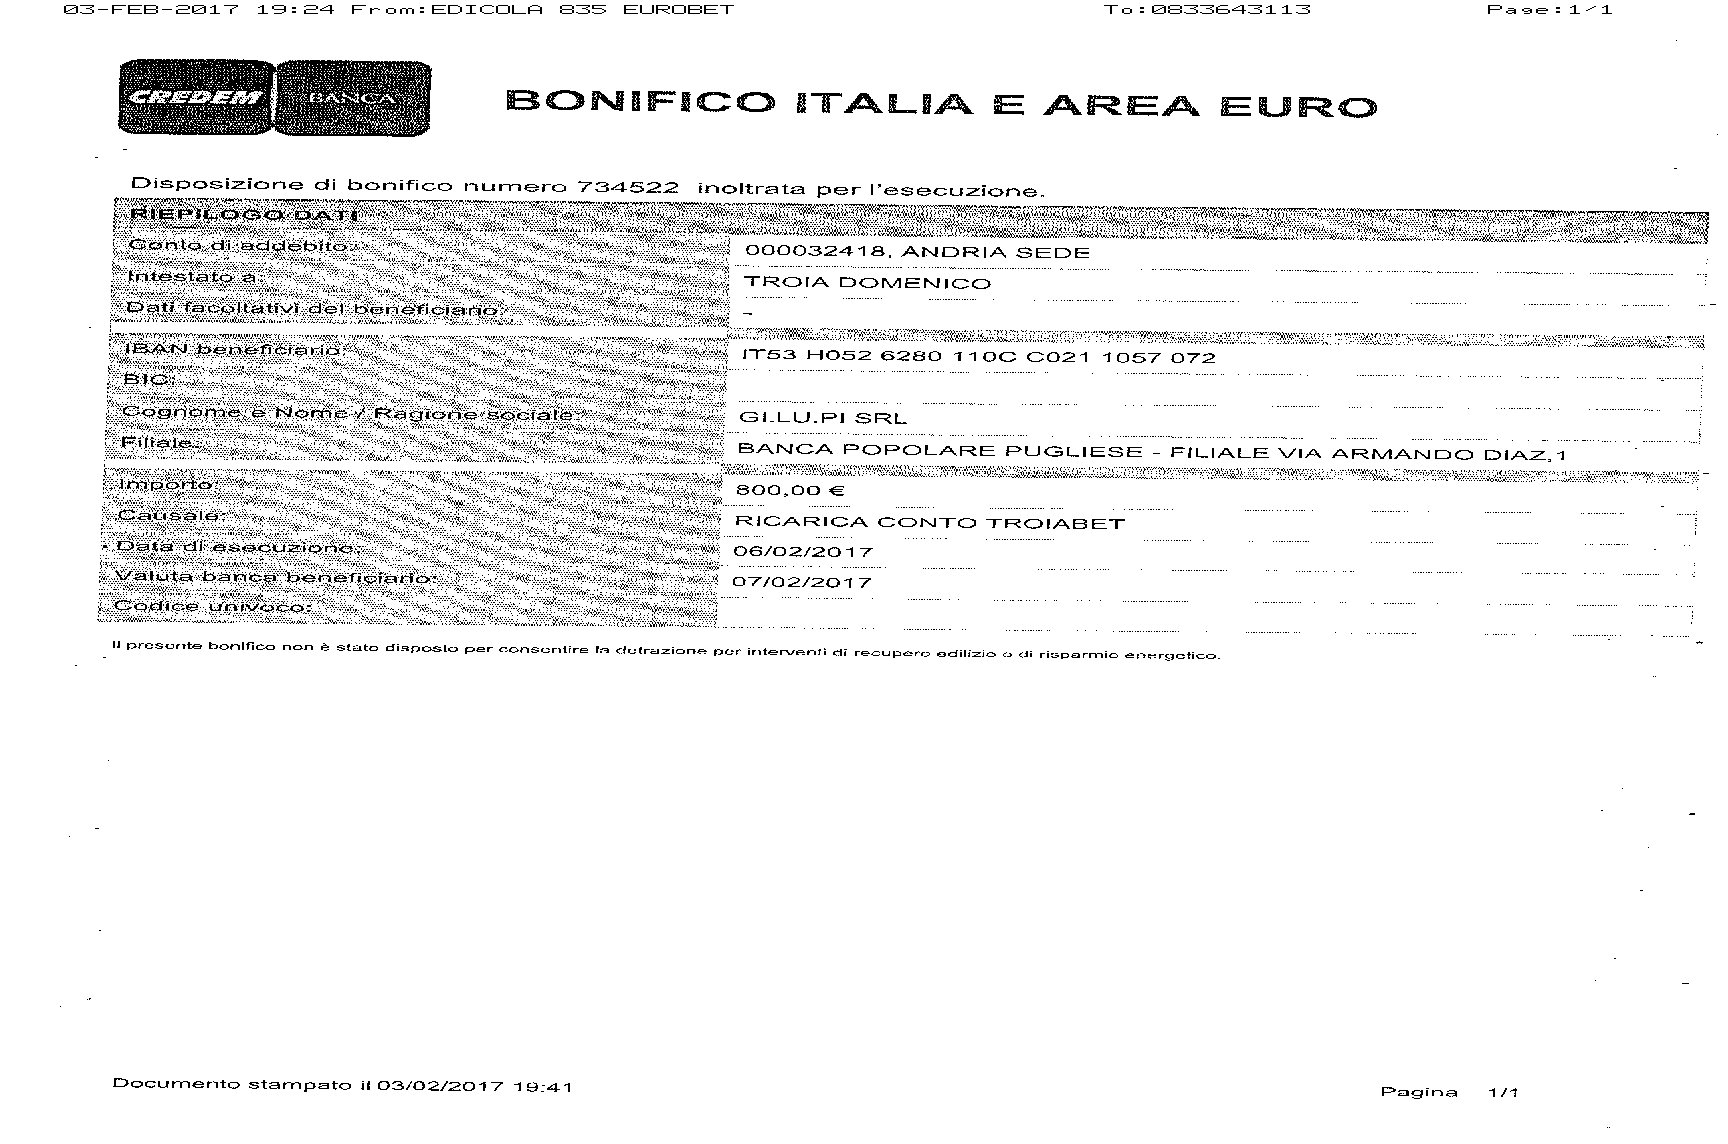 03-FEB-2017 19:24 From:EDICOLA 835 EUROBET To:0833643113 Page:1/1
CREDEM BANCA
BONIFICO ITALIA E AREA EURO
Disposizione di bonifico numero 734522 inoltrata per l'esecuzione.
RIEPILOGO DATI
Conto di addebito: 000032418, ANDRIA SEDE
Intestato a: TROIA DOMENICO
Dati facoltativi del beneficiario: -
IBAN beneficiario: IT53 H052 6280 110C C021 1057 072
BIC:
Cognome e Nome / Ragione sociale: GI.LU.PI SRL
Filiale: BANCA POPOLARE PUGLIESE - FILIALE VIA ARMANDO DIAZ,1
Importo: 800,00 €
Causale: RICARICA CONTO TROIABET
Data di esecuzione: 06/02/2017
Valuta banca beneficiario: 07/02/2017
Codice univoco:
Il presente bonifico non è stato disposto per consentire la detrazione per interventi di recupero edilizio o di risparmio energetico.
Documento stampato il 03/02/2017 19:41
Pagina 1/1